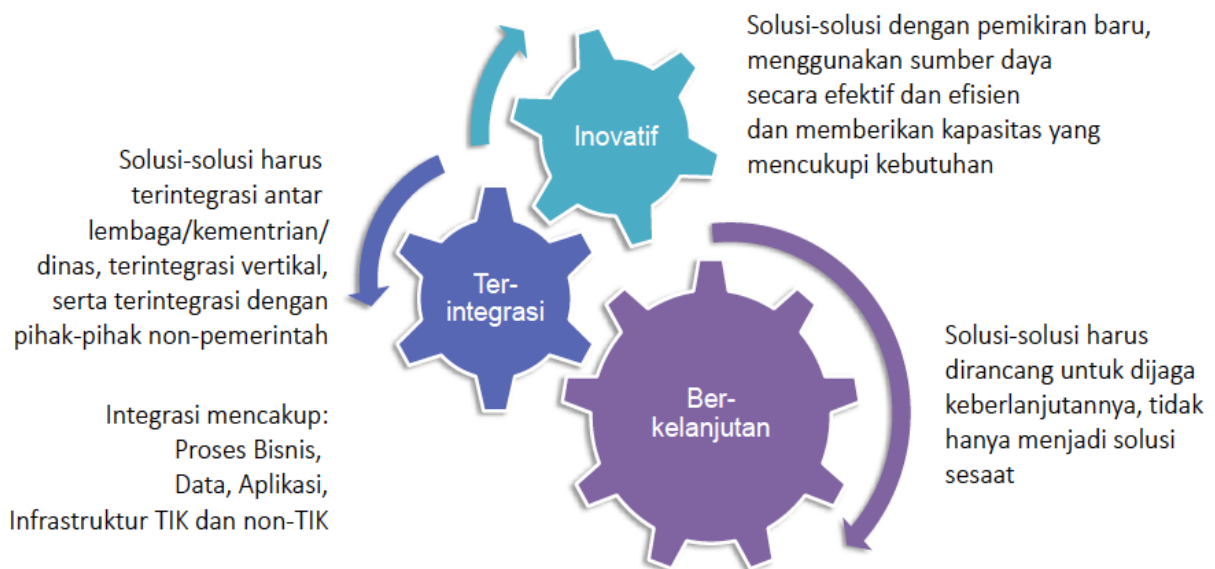 Solusi-solusi dengan pemikiran baru,
menggunakan sumber daya
secara efektif dan efisien
dan memberikan kapasitas yang
mencukupi kebutuhan
Inovatif
Solusi-solusi harus
terintegrasi antar
lembaga/kementrian/
dinas, terintegrasi vertikal,
serta terintegrasi dengan
pihak-pihak non-pemerintah
Integrasi mencakup:
Proses Bisnis,
Data, Aplikasi,
Infrastruktur TIK dan non-TIK
Ter-
integrasi
Ber-
kelanjutan
Solusi-solusi harus
dirancang untuk dijaga
keberlanjutannya, tidak
hanya menjadi solusi
sesaat